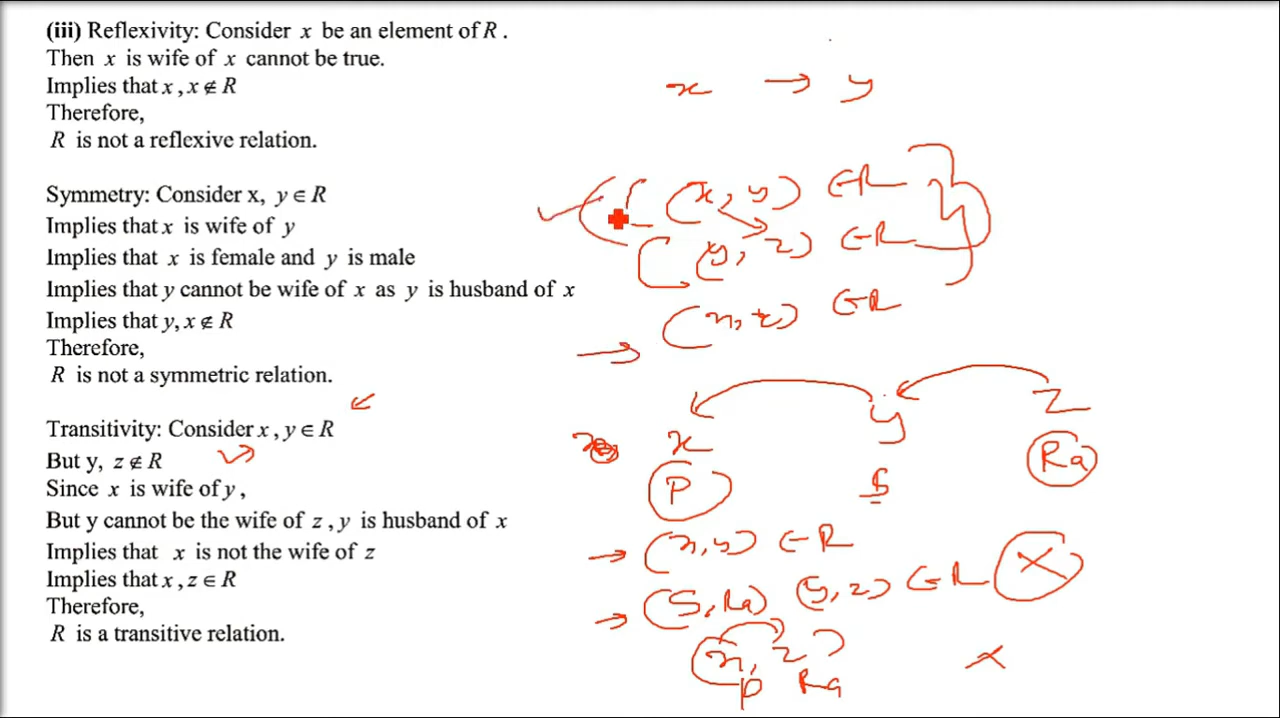 (iii) Reflexivity: Consider x be an element of R .
Then x is wife of x cannot be true.
Implies that x , x ∉ R
Therefore,
R is not a reflexive relation.
Symmetry: Consider x, y ∈ R
Implies that x is wife of y
Implies that x is female and y is male
Implies that y cannot be wife of x as y is husband of x
Implies that y, x ∉ R
Therefore,
R is not a symmetric relation.
Transitivity: Consider x , y ∈ R
But y, z ∉ R
Since x is wife of y ,
But y cannot be the wife of z , y is husband of x
Implies that x is not the wife of z
Implies that x , z ∈ R
Therefore,
R is a transitive relation.
x → y
(x, y) ∈ R
(y, z) ∈ R
(x, z) ∈ R
x y z
P S Ra
→ (x, y) ∈ R
→ (S, Ra) (y, z) ∈ R X
(x, z)
P Ra